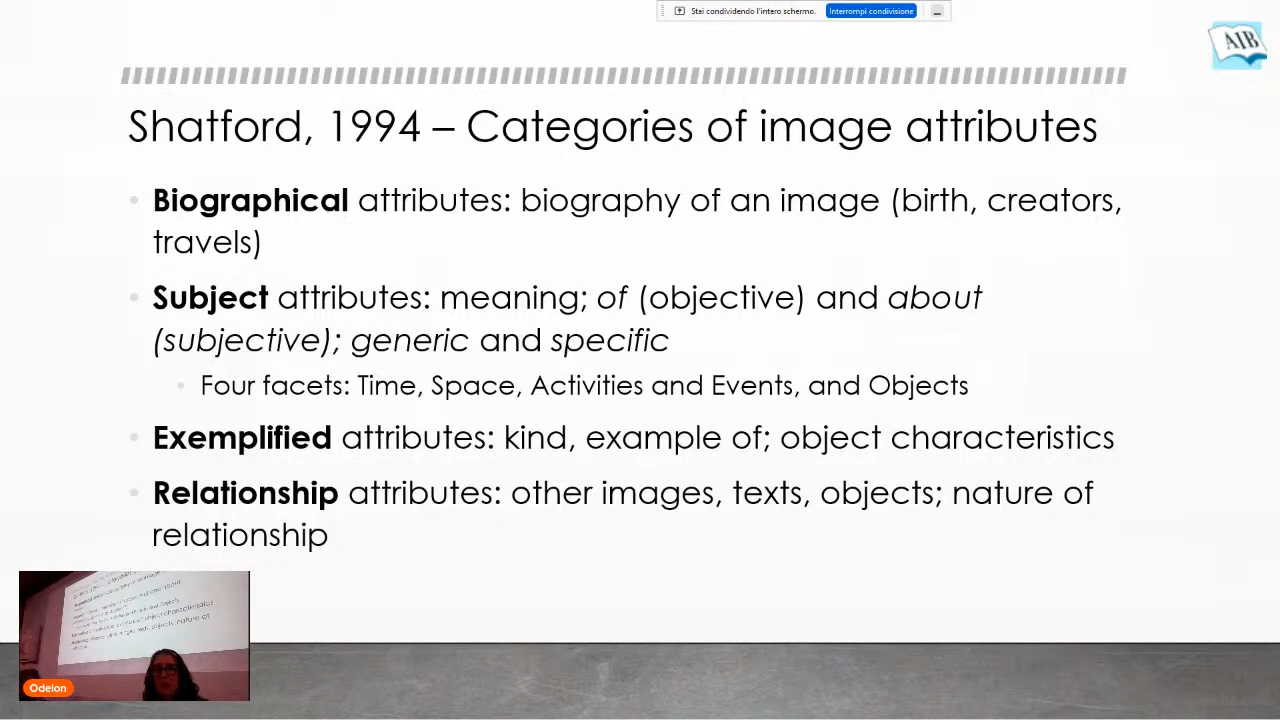 Stai condividendo l'intero schermo.
Interrompi condivisione
AIB
Shatford, 1994 – Categories of image attributes
• Biographical attributes: biography of an image (birth, creators,
travels)
• Subject attributes: meaning; of (objective) and about
(subjective); generic and specific
• Four facets: Time, Space, Activities and Events, and Objects
• Exemplified attributes: kind, example of; object characteristics
• Relationship attributes: other images, texts, objects; nature of
relationship
Odeion